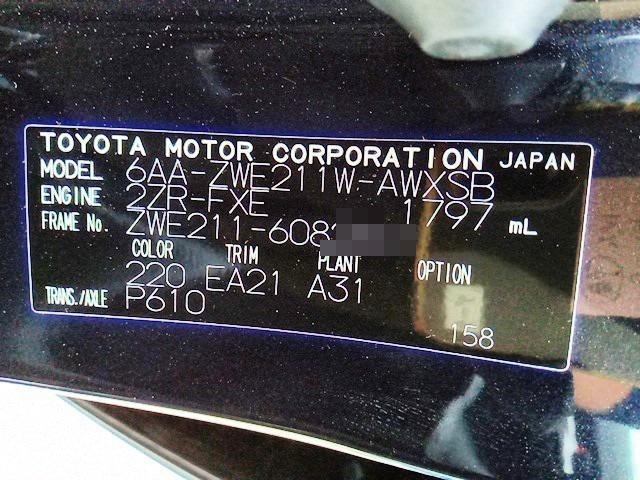 TOYOTA MOTOR CORPORATION JAPAN
MODEL 6AA-ZWE211W-AWXSB
ENGINE 2ZR-FXE 1797 mL
FRAME No. ZWE211-608
COLOR TRIM PLANT OPTION
220 EA21 A31
TRANS./AXLE P610
158